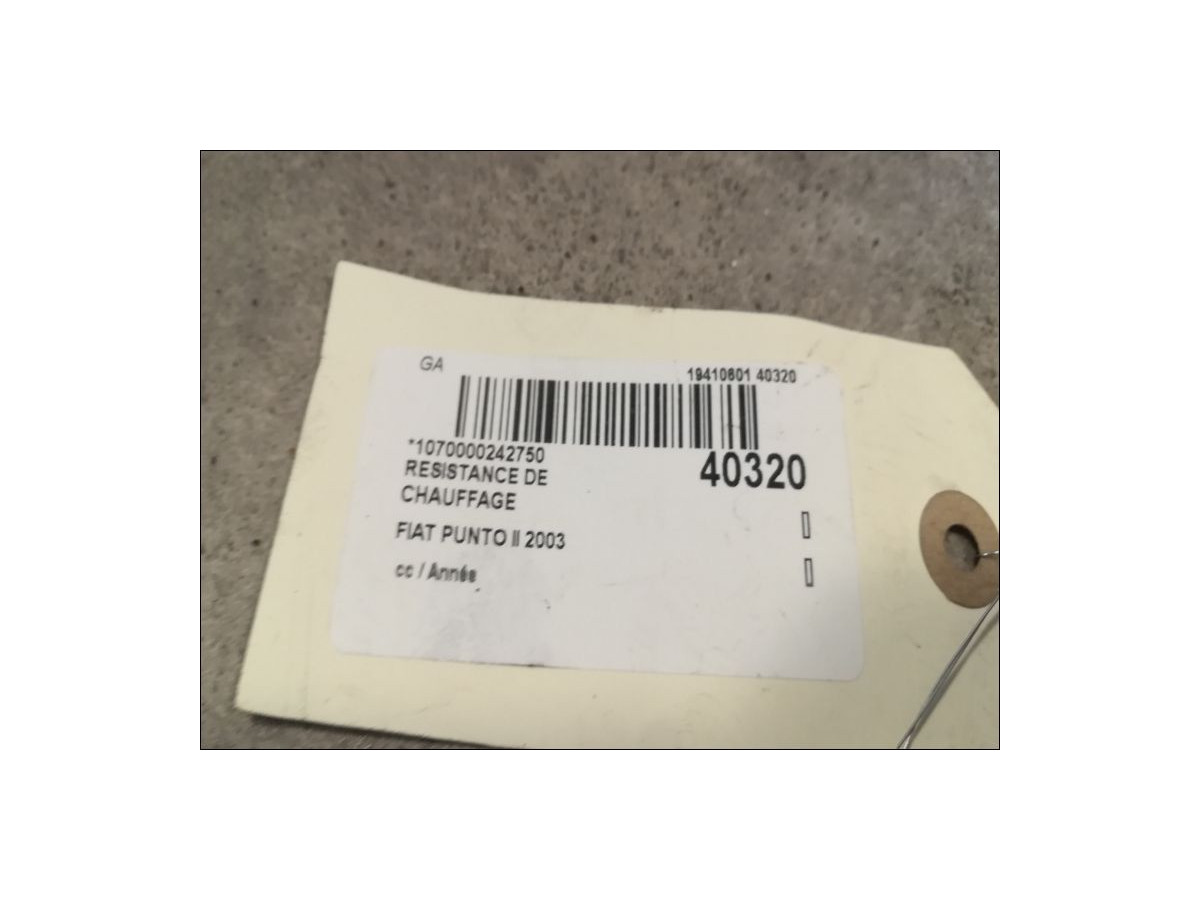 GA
19410601 40320
*1070000242750
40320
RESISTANCE DE
CHAUFFAGE
FIAT PUNTO II 2003
cc / Année